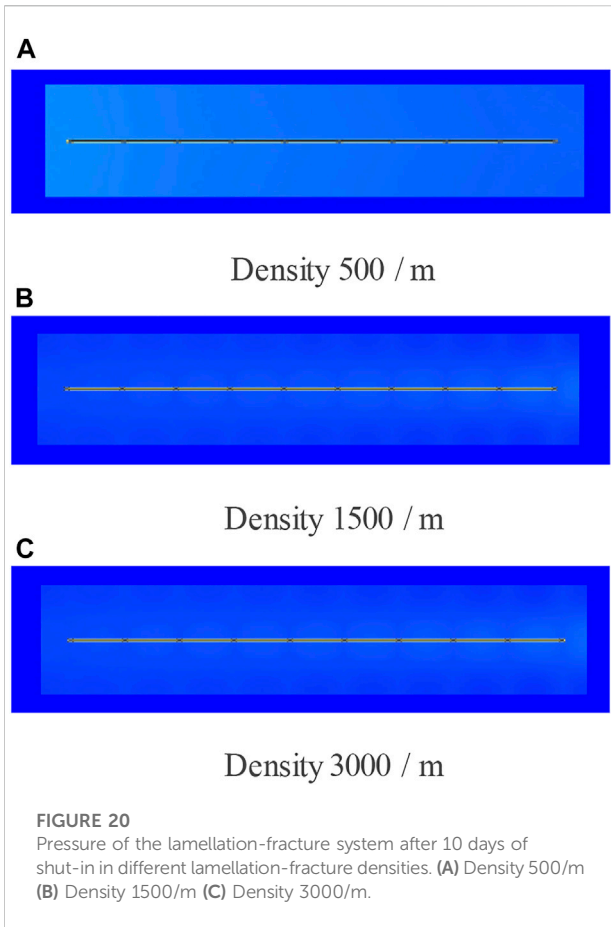 A
Density 500 / m
B
Density 1500 / m
C
Density 3000 / m
FIGURE 20
Pressure of the lamellation-fracture system after 10 days of
shut-in in different lamellation-fracture densities. (A) Density 500/m
(B) Density 1500/m (C) Density 3000/m.